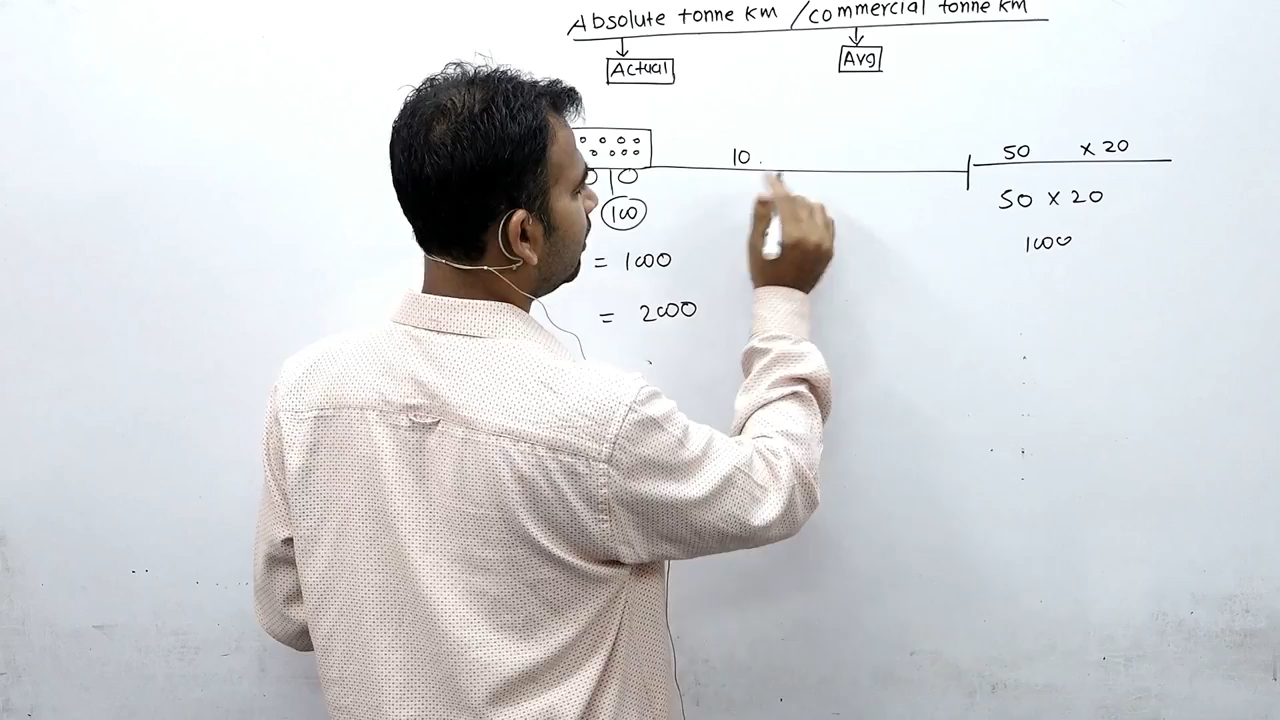 Absolute tonne km / commercial tonne km
Actual
Avg
10.
50 x 20
100
50 x 20
= 1000
1000
= 2000